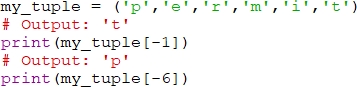 my_tuple = ('p','e','r','m','i','t')
# Output: 't'
print(my_tuple[-1])
# Output: 'p'
print(my_tuple[-6])